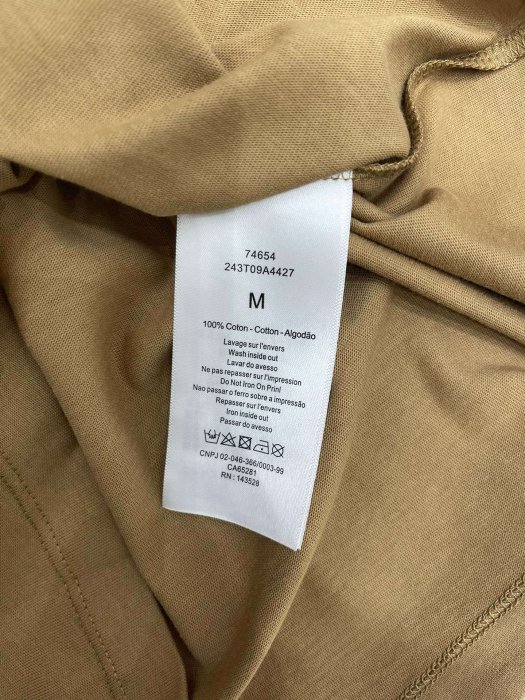 74654
243T09A4427
M
100% Coton - Cotton - Algodão
Lavage sur l'envers
Wash inside out
Lavar do avesso
Ne pas repasser sur l'impression
Do Not Iron On Print
Nao passar o ferro sobre a impressão
Repasser sur l'envers
Iron inside out
Passar do avesso
CNPJ 02-046-366/0003-99
CA65281
RN : 143528